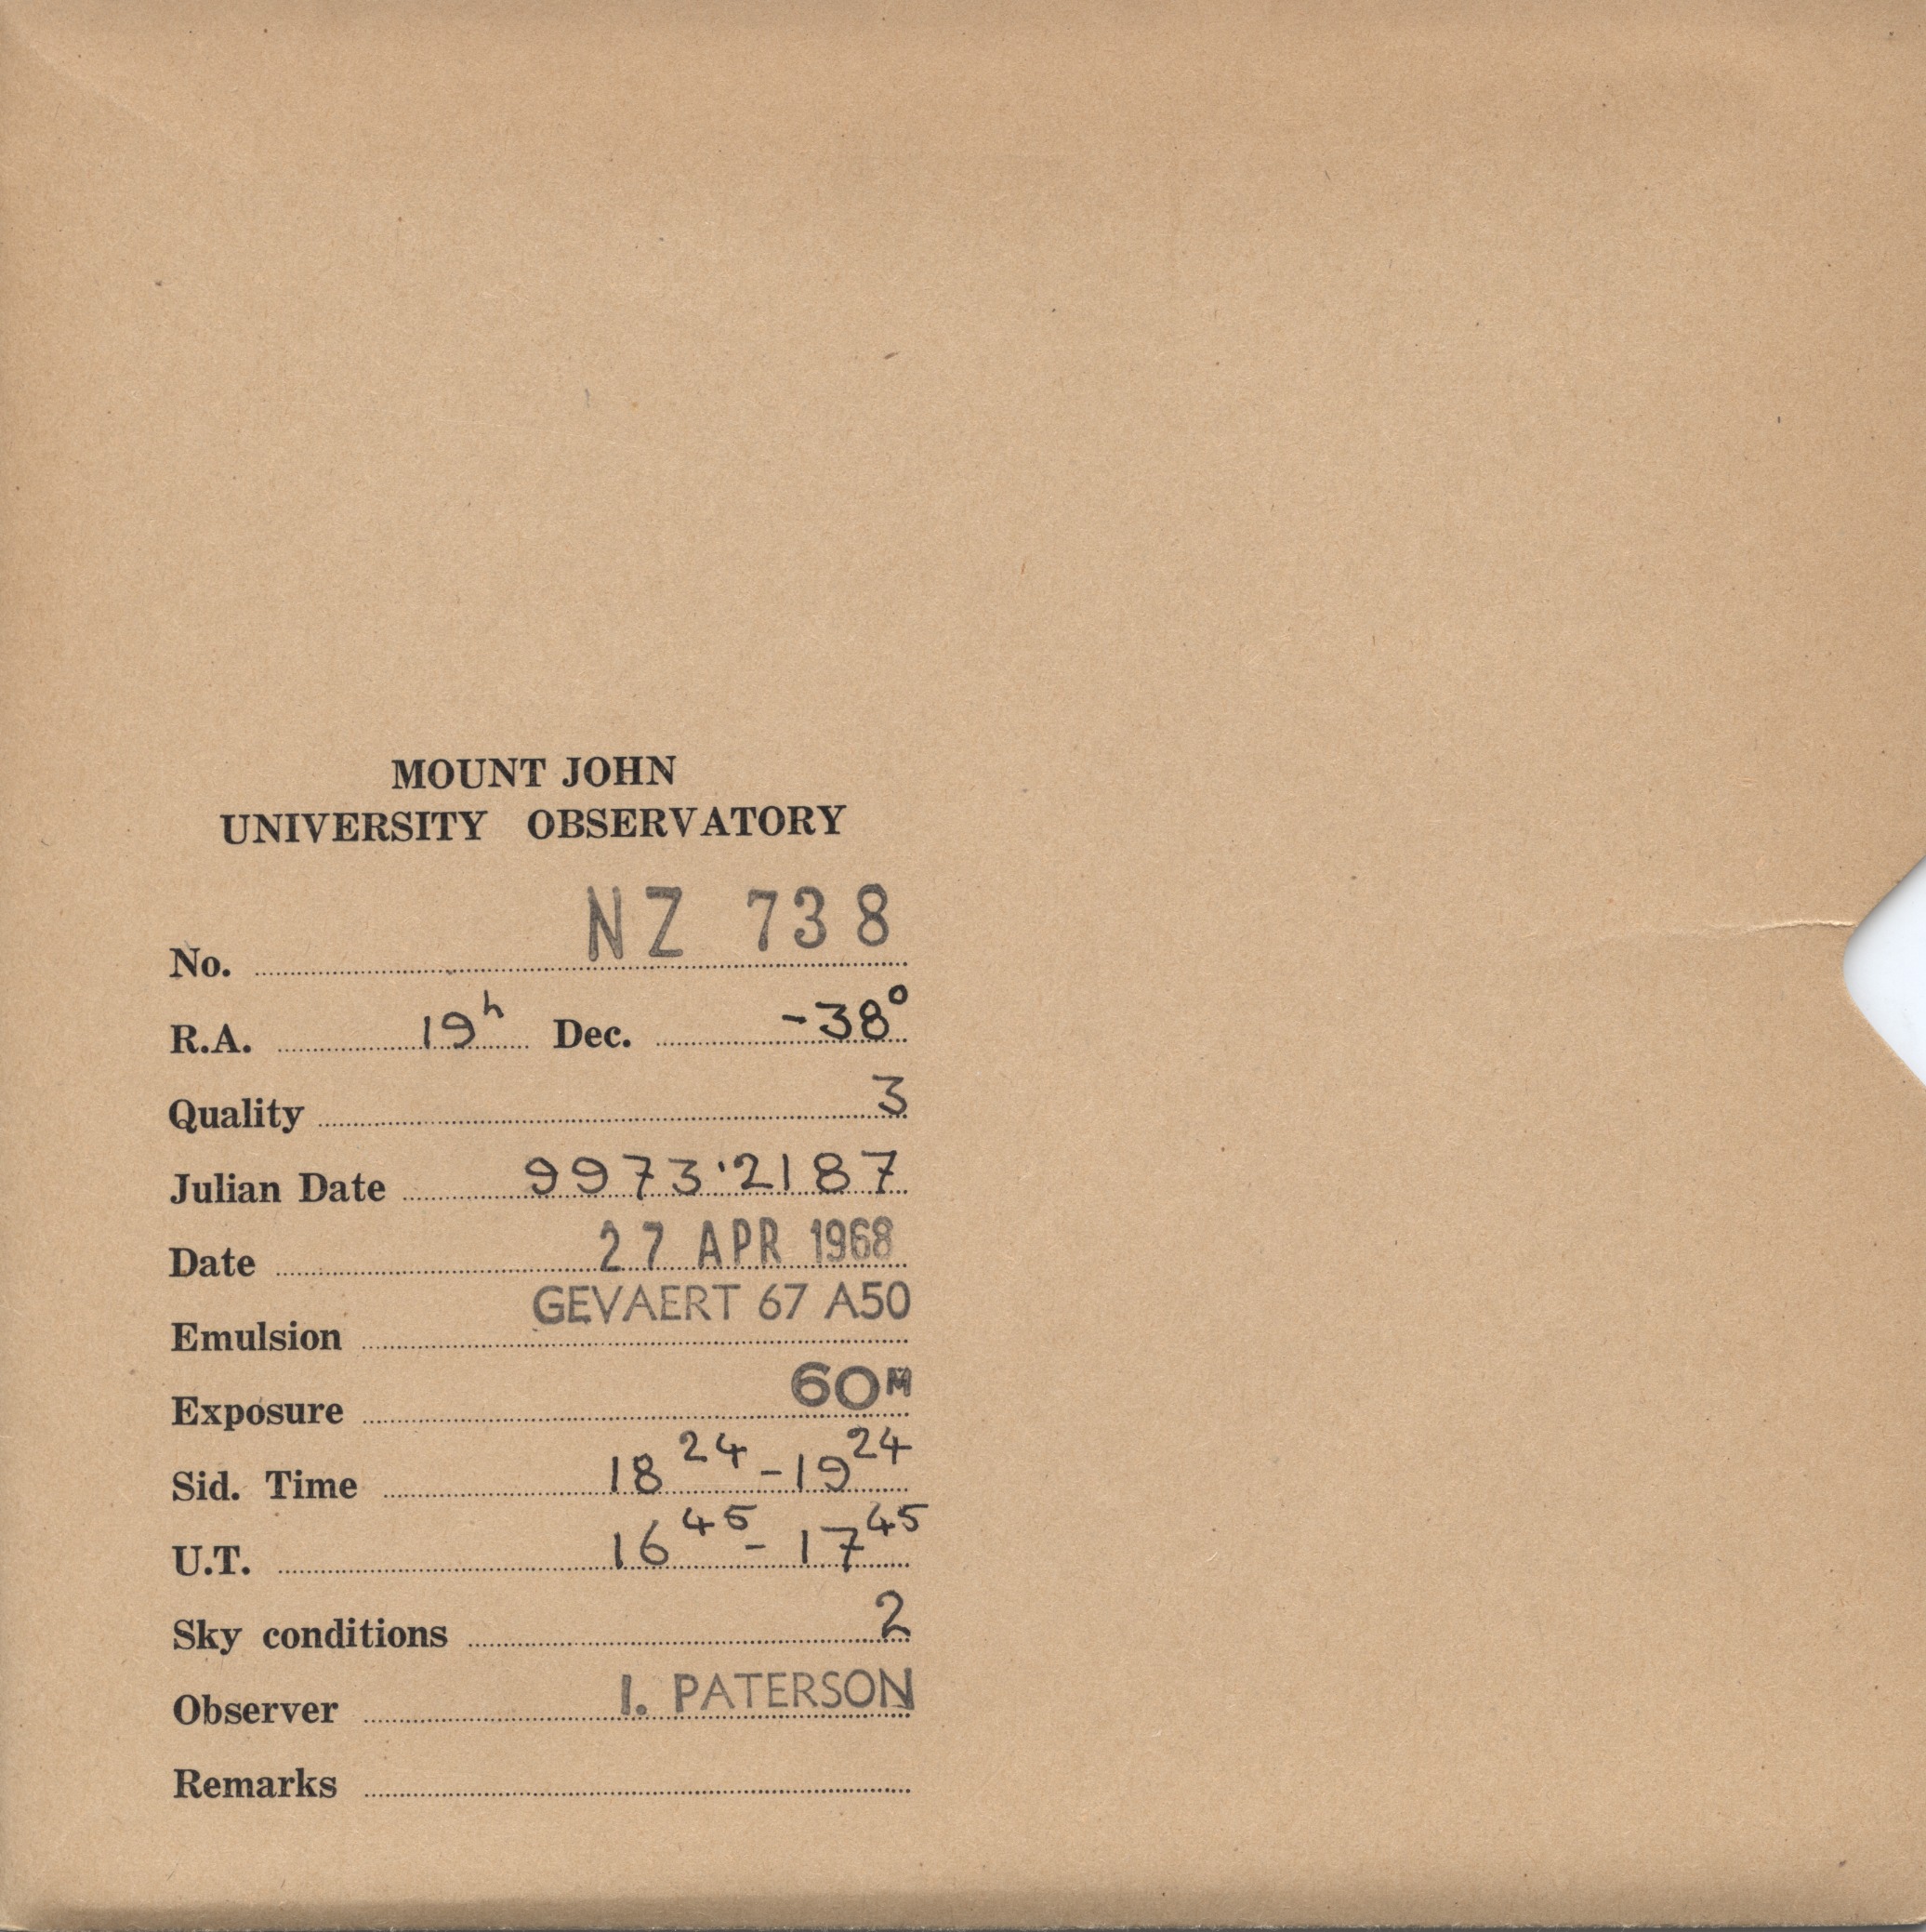 MOUNT JOHN
UNIVERSITY OBSERVATORY
No. NZ 738
R.A. 19h Dec. -38°
Quality 3
Julian Date 9973·2187
Date 27 APR 1968
Emulsion GEVAERT 67 A50
Exposure 60M
Sid. Time 18 24 - 19 24
U.T. 16 45 - 17 45
Sky conditions 2
Observer I. PATERSON
Remarks